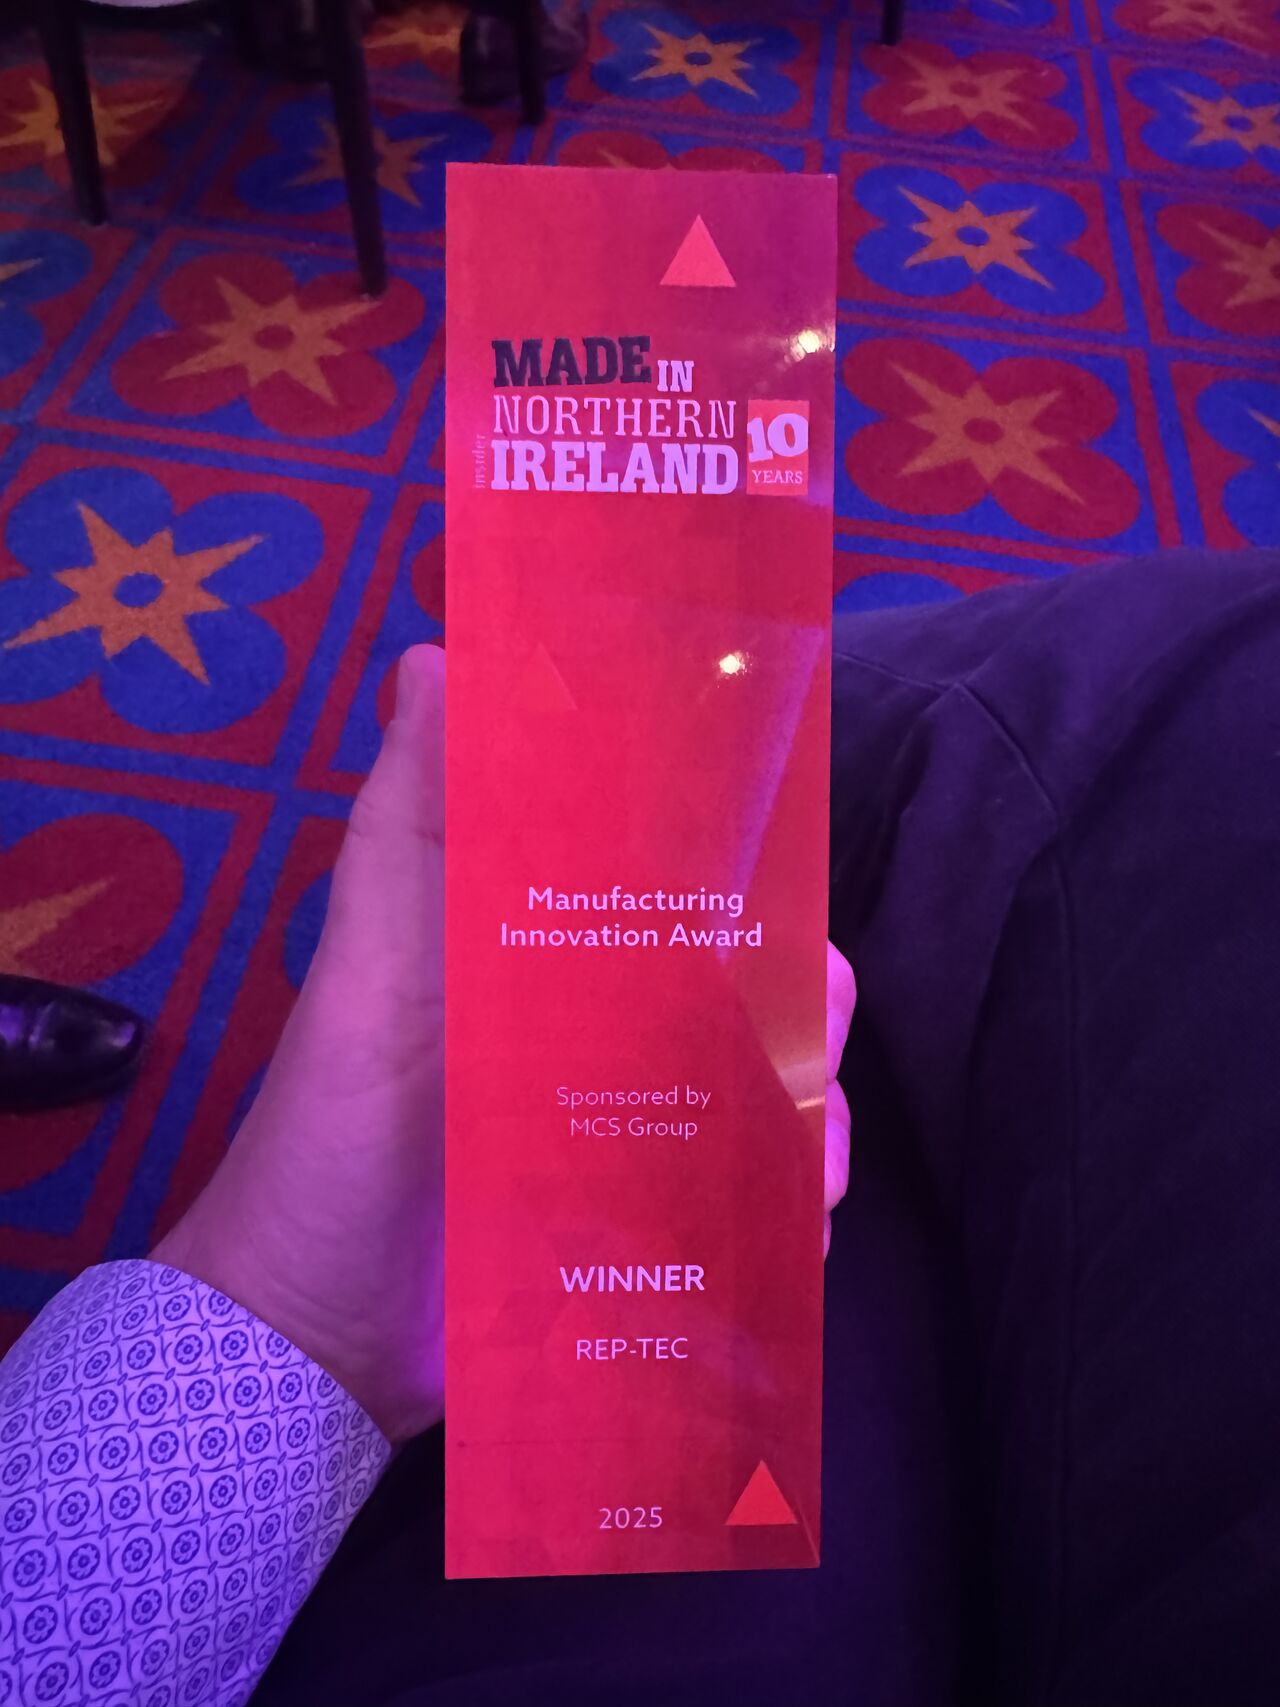 MADE IN
NORTHERN
insider IRELAND
10
YEARS
Manufacturing
Innovation Award
Sponsored by
MCS Group
WINNER
REP-TEC
2025